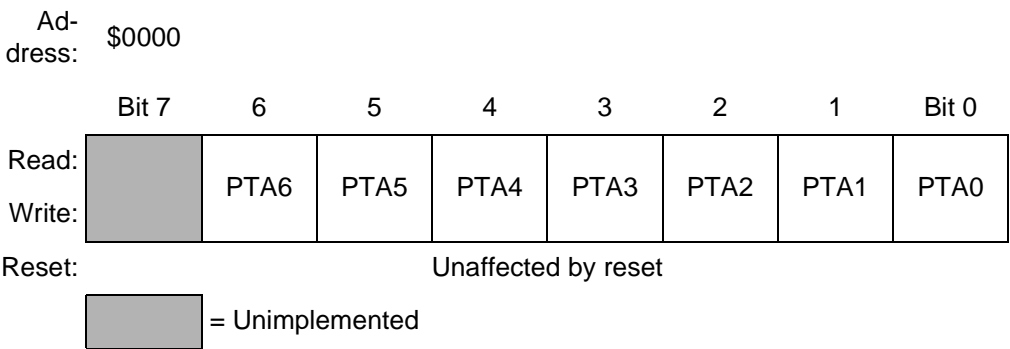 Ad-
dress: $0000
Bit 7 6 5 4 3 2 1 Bit 0
Read:
PTA6 PTA5 PTA4 PTA3 PTA2 PTA1 PTA0
Write:
Reset: Unaffected by reset
= Unimplemented